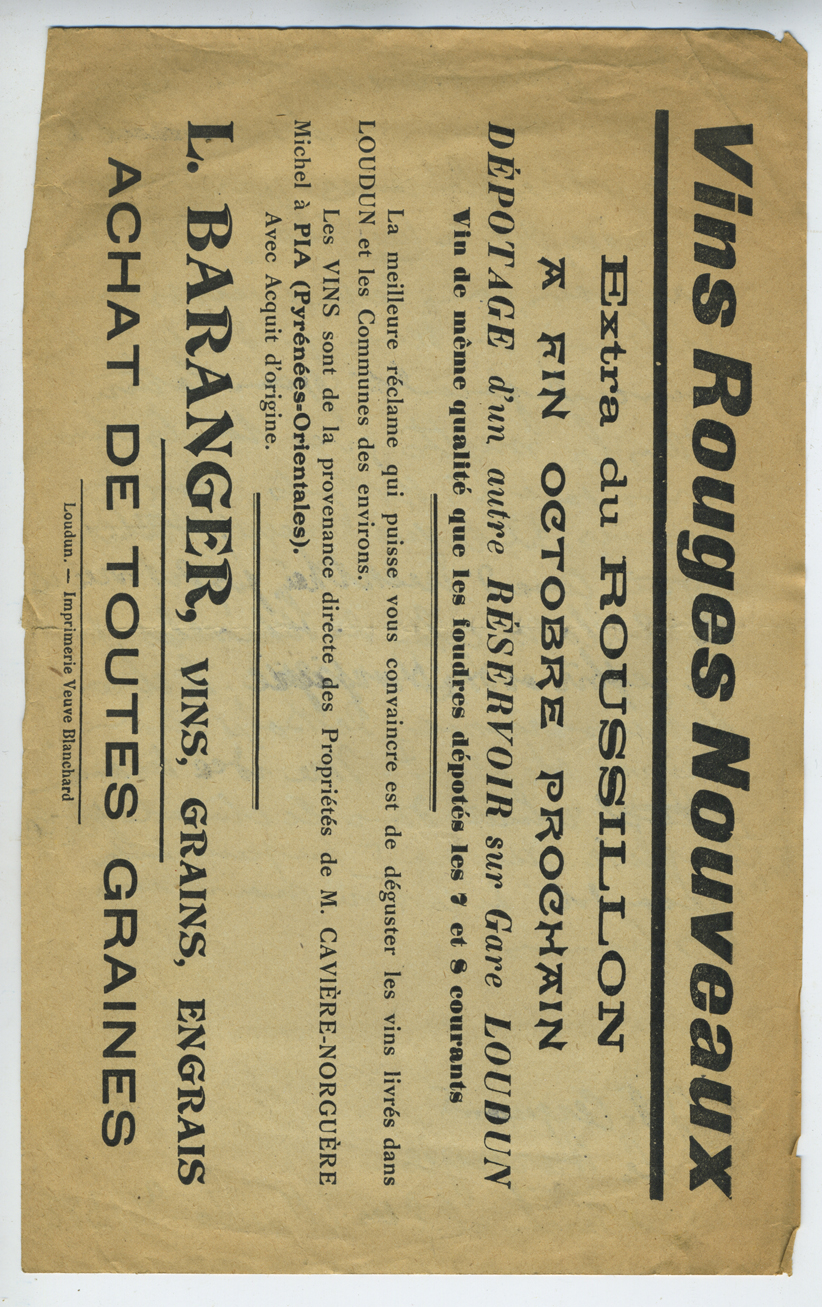 Vins Rouges Nouveaux
Extra du ROUSSILLON
A FIN OCTOBRE PROCHAIN
DÉPOTAGE d'un autre RÉSERVOIR sur Gare LOUDUN
Vin de même qualité que les foudres dépotés les 7 et 8 courants
La meilleure réclame qui puisse vous convaincre est de déguster les vins livrés dans
LOUDUN et les Communes des environs.
Les VINS sont de la provenance directe des Propriétés de M. CAVIÈRE-NORGUÈRE
Michel à PIA (Pyrénées-Orientales).
Avec Acquit d'origine.
L. BARANGER, VINS, GRAINS, ENGRAIS
ACHAT DE TOUTES GRAINES
Loudun. — Imprimerie Veuve Blanchard